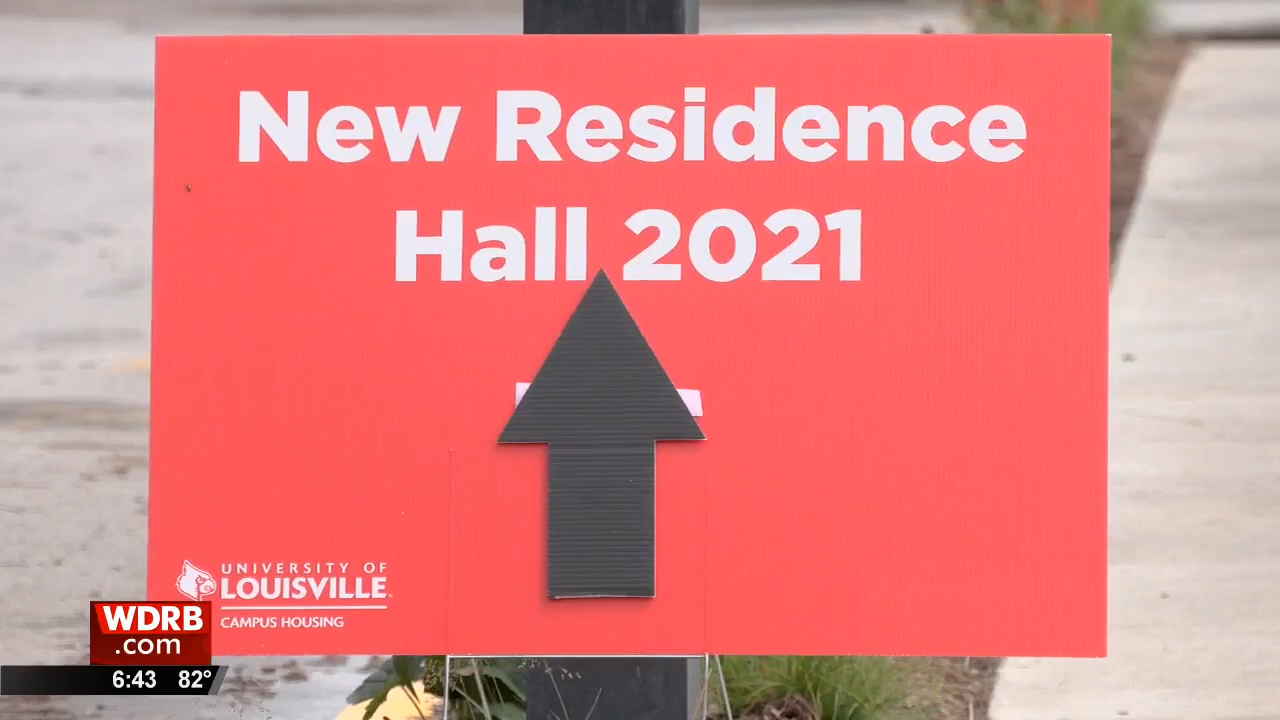 New Residence
Hall 2021
UNIVERSITY OF
LOUISVILLE
CAMPUS HOUSING
WDRB
.com
6:43 82°